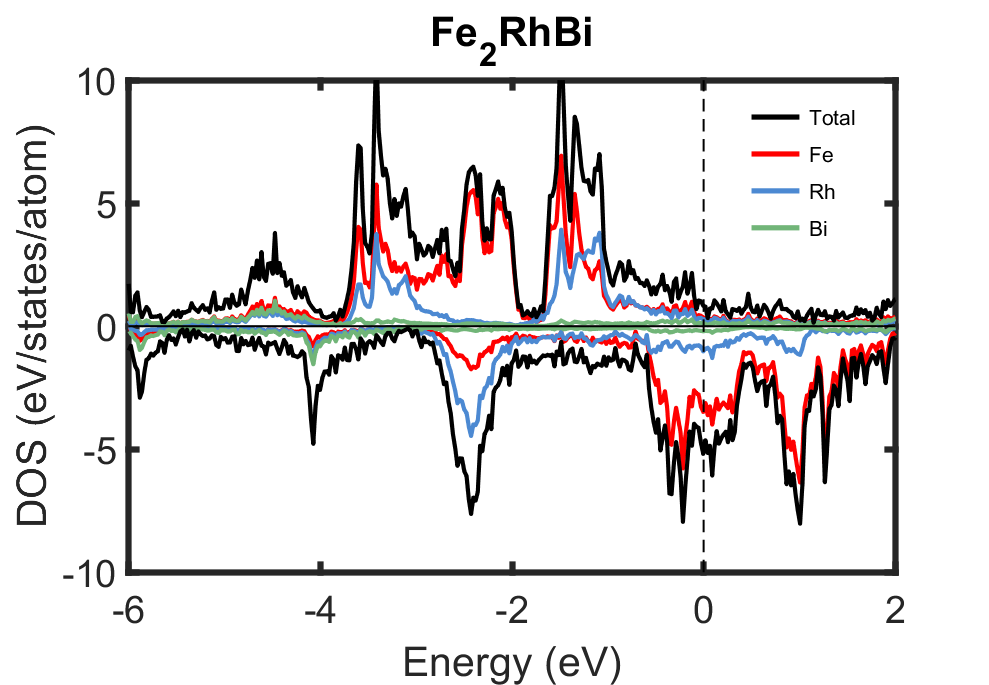 Fe2RhBi
10
5
0
-5
-10
DOS (eV/states/atom)
Total
Fe
Rh
Bi
-6 -4 -2 0 2
Energy (eV)